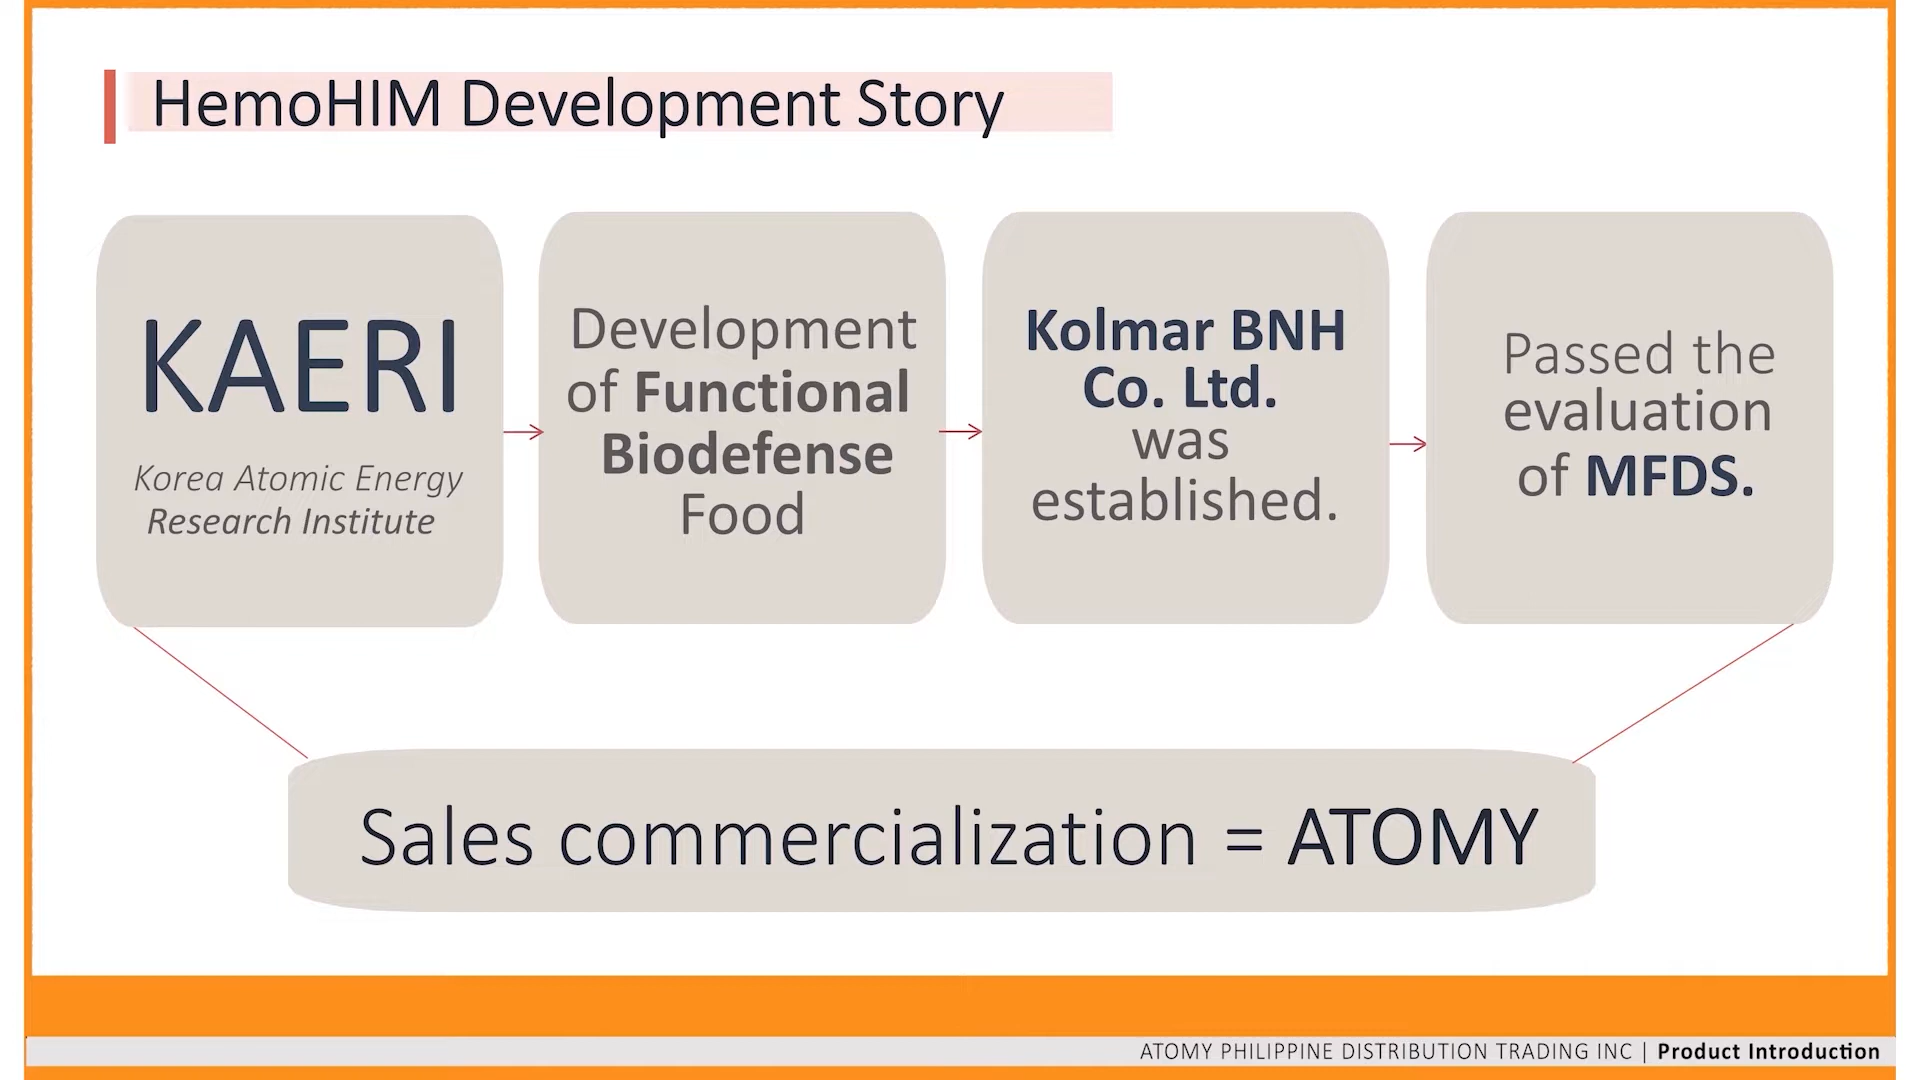 HemoHIM Development Story
KAERI
Korea Atomic Energy
Research Institute
Development
of Functional
Biodefense
Food
Kolmar BNH
Co. Ltd.
was
established.
Passed the
evaluation
of MFDS.
Sales commercialization = ATOMY
ATOMY PHILIPPINE DISTRIBUTION TRADING INC | Product Introduction